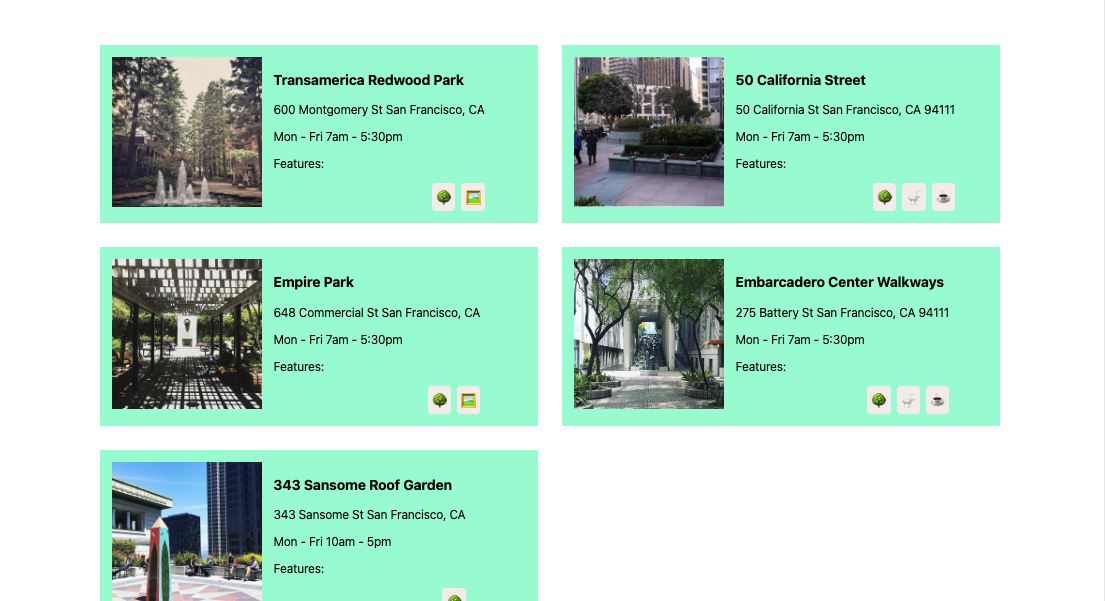 Transamerica Redwood Park
600 Montgomery St San Francisco, CA
Mon - Fri 7am - 5:30pm
Features:
50 California Street
50 California St San Francisco, CA 94111
Mon - Fri 7am - 5:30pm
Features:
Empire Park
648 Commercial St San Francisco, CA
Mon - Fri 7am - 5:30pm
Features:
Embarcadero Center Walkways
275 Battery St San Francisco, CA 94111
Mon - Fri 7am - 5:30pm
Features:
343 Sansome Roof Garden
343 Sansome St San Francisco, CA
Mon - Fri 10am - 5pm
Features: